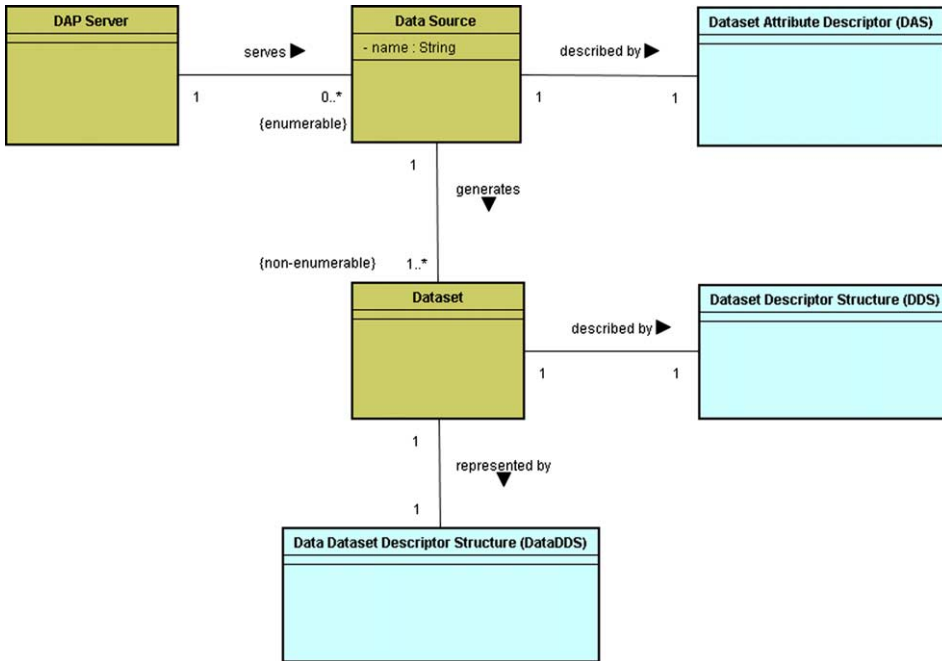 DAP Server
Data Source
Dataset Attribute Descriptor (DAS)
- name : String
serves
described by
1
0..*
1
1
{enumerable}
1
generates
{non-enumerable}
1..*
Dataset
Dataset Descriptor Structure (DDS)
described by
1
1
1
represented by
1
Data Dataset Descriptor Structure (DataDDS)